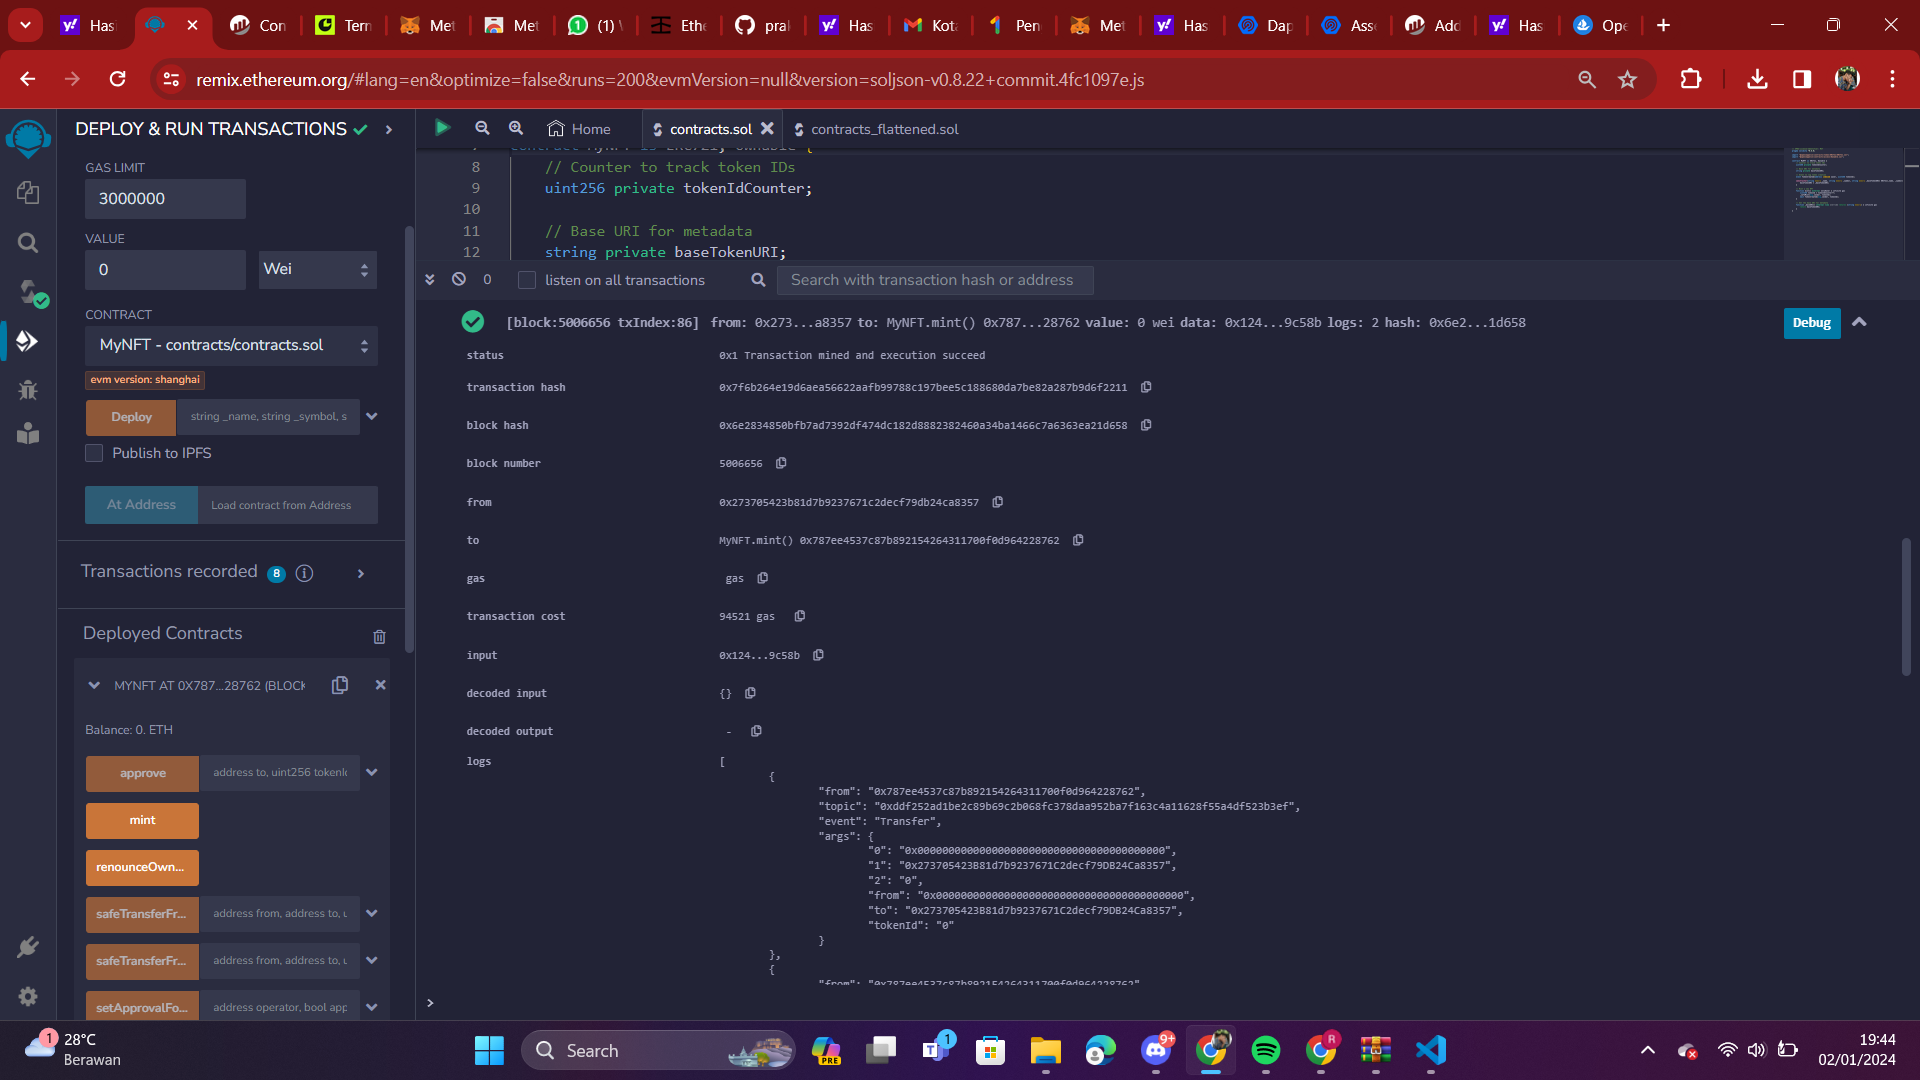 Has
Con
Terr
Met
Met
(1)
Ethe
pra
Has
Kota
Pen
Met
Has
Dap
Asse
Add
Has
Ope
remix.ethereum.org/#lang=en&optimize=false&runs=200&evmVersion=null&version=soljson-v0.8.22+commit.4fc1097e.js
DEPLOY & RUN TRANSACTIONS
GAS LIMIT
3000000
VALUE
0
Wei
CONTRACT
MyNFT - contracts/contracts.sol
evm version: shanghai
Deploy
string _name, string _symbol, s
Publish to IPFS
At Address
Load contract from Address
Transactions recorded 8 i
Deployed Contracts
MYNFT AT 0X787...28762 (BLOCK
Balance: 0. ETH
approve
address to, uint256 tokenId
mint
renounceOwn...
safeTransferFr...
address from, address to, u
safeTransferFr...
address from, address to, u
setApprovalFo...
address operator, bool app
Home
contracts.sol
contracts_flattened.sol
8 // Counter to track token IDs
9 uint256 private tokenIdCounter;
10
11 // Base URI for metadata
12 string private baseTokenURI;
0
listen on all transactions
Search with transaction hash or address
[block:5006656 txIndex:86] from: 0x273...a8357 to: MyNFT.mint() 0x787...28762 value: 0 wei data: 0x124...9c58b logs: 2 hash: 0x6e2...1d658
Debug
status 0x1 Transaction mined and execution succeed
transaction hash 0x7f6b264e19d6aea56622aafb99788c197bee5c188680da7be82a287b9d6f2211
block hash 0x6e2834850bfb7ad7392df474dc182d8882382460a34ba1466c7a6363ea21d658
block number 5006656
from 0x273705423b81d7b9237671c2decf79db24ca8357
to MyNFT.mint() 0x787ee4537c87b892154264311700f0d964228762
gas gas
transaction cost 94521 gas
input 0x124...9c58b
decoded input {}
decoded output -
logs [
{
"from": "0x787ee4537c87b892154264311700f0d964228762",
"topic": "0xddf252ad1be2c89b69c2b068fc378daa952ba7f163c4a11628f55a4df523b3ef",
"event": "Transfer",
"args": {
"0": "0x0000000000000000000000000000000000000000",
"1": "0x273705423B81d7b9237671C2decf79DB24Ca8357",
"2": "0",
"from": "0x0000000000000000000000000000000000000000",
"to": "0x273705423B81d7b9237671C2decf79DB24Ca8357",
"tokenId": "0"
}
},
{
"from": "0x787ee4537c87b892154264311700f0d964228762"
>
1
28°C
Berawan
Search
PRE
1
9+
R
19:44
02/01/2024